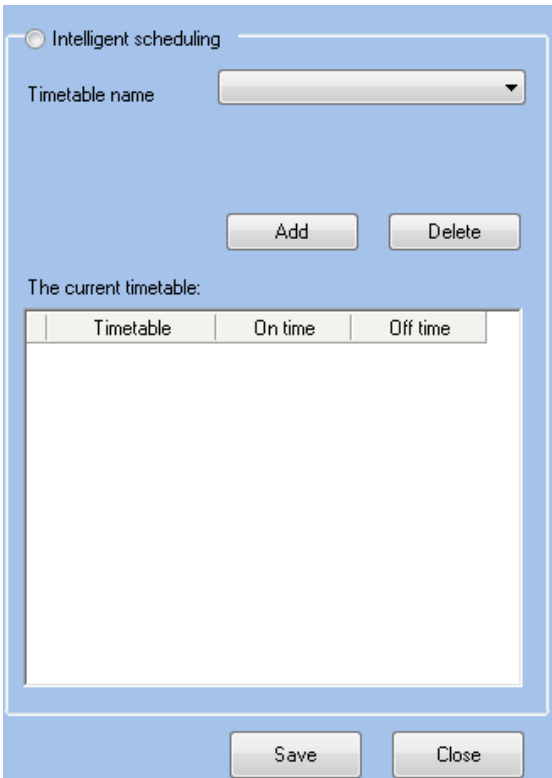 Intelligent scheduling
Timetable name
Add Delete
The current timetable:
Timetable On time Off time
Save Close